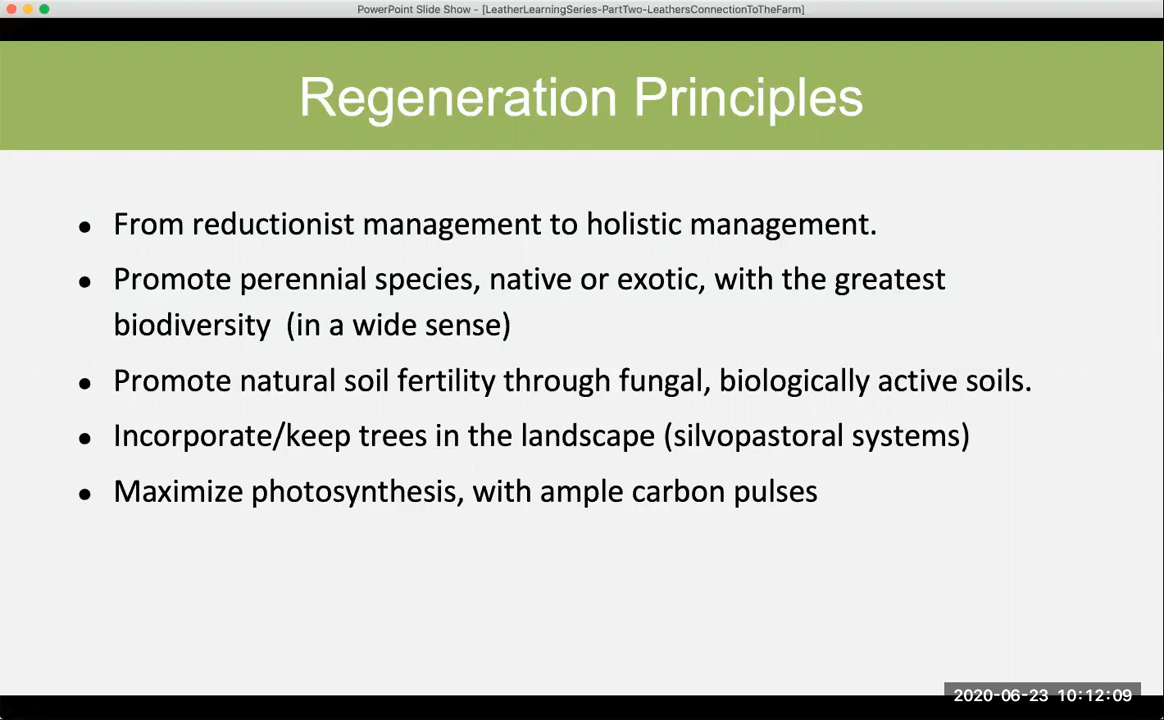 PowerPoint Slide Show - [LeatherLearningSeries-PartTwo-LeathersConnectionToTheFarm]
Regeneration Principles
● From reductionist management to holistic management.
● Promote perennial species, native or exotic, with the greatest
biodiversity (in a wide sense)
● Promote natural soil fertility through fungal, biologically active soils.
● Incorporate/keep trees in the landscape (silvopastoral systems)
● Maximize photosynthesis, with ample carbon pulses
2020-06-23 10:12:09